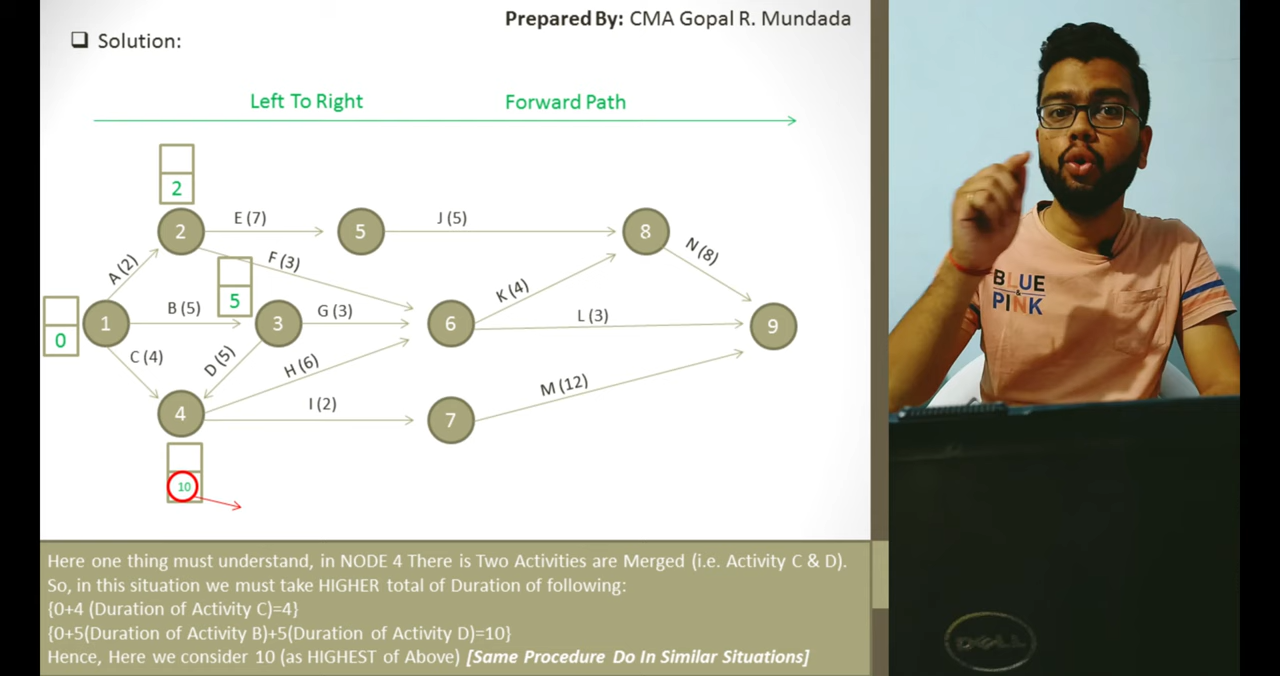 Prepared By: CMA Gopal R. Mundada
❑ Solution:
Left To Right
Forward Path
2
2
E (7)
5
J (5)
8
N (8)
A (2)
F (3)
5
0
1
B (5)
3
G (3)
6
K (4)
L (3)
9
C (4)
D (5)
H (6)
4
I (2)
7
M (12)
10
Here one thing must understand, in NODE 4 There is Two Activities are Merged (i.e. Activity C & D).
So, in this situation we must take HIGHER total of Duration of following:
{0+4 (Duration of Activity C)=4}
{0+5(Duration of Activity B)+5(Duration of Activity D)=10}
Hence, Here we consider 10 (as HIGHEST of Above) [Same Procedure Do In Similar Situations]
BLUE
&
PINK
DELL